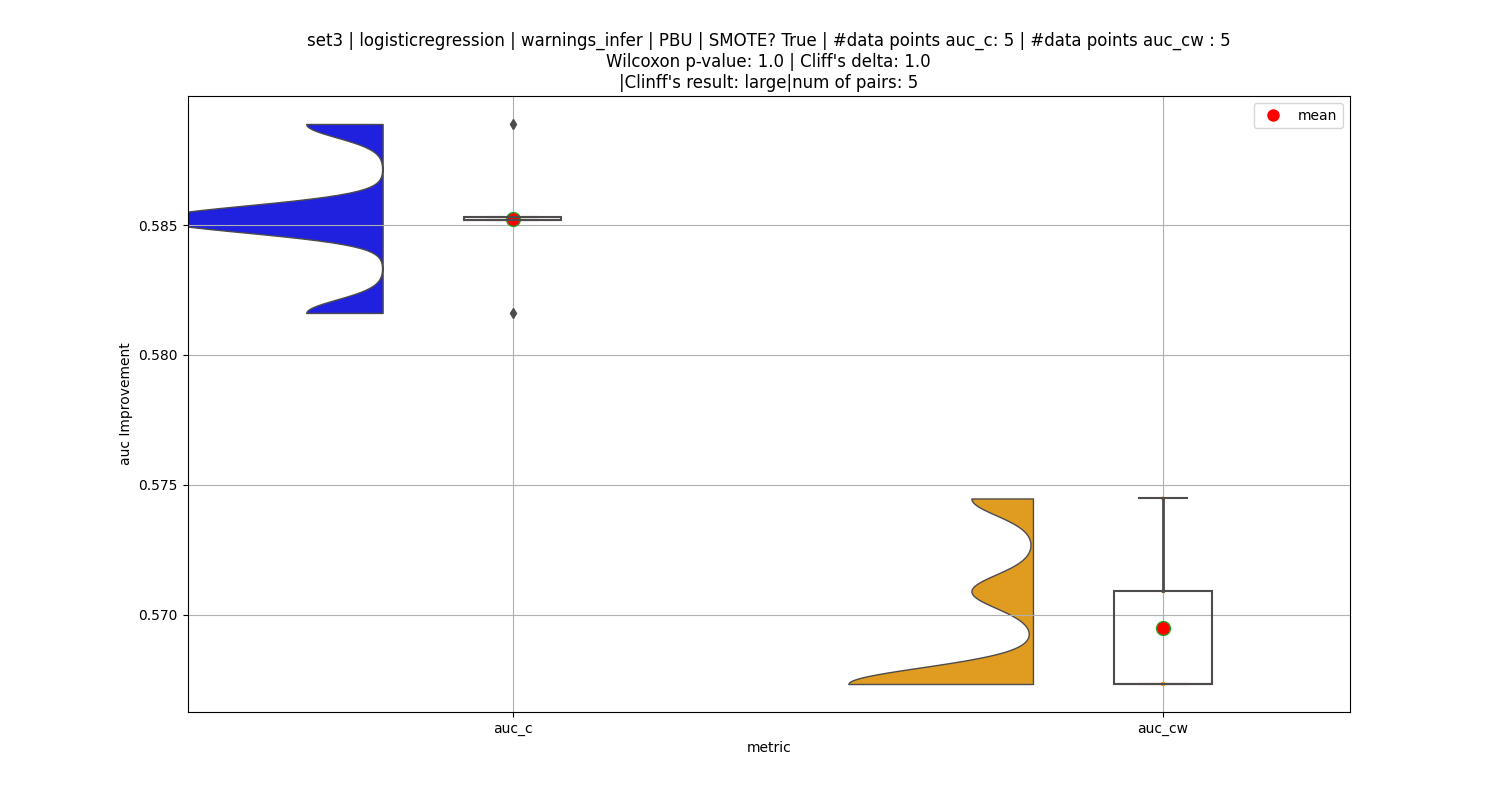 set3 | logisticregression | warnings_infer | PBU | SMOTE? True | #data points auc_c: 5 | #data points auc_cw : 5
Wilcoxon p-value: 1.0 | Cliff's delta: 1.0
|Clinff's result: large|num of pairs: 5
mean
0.585
0.580
0.575
0.570
auc Improvement
auc_c
auc_cw
metric